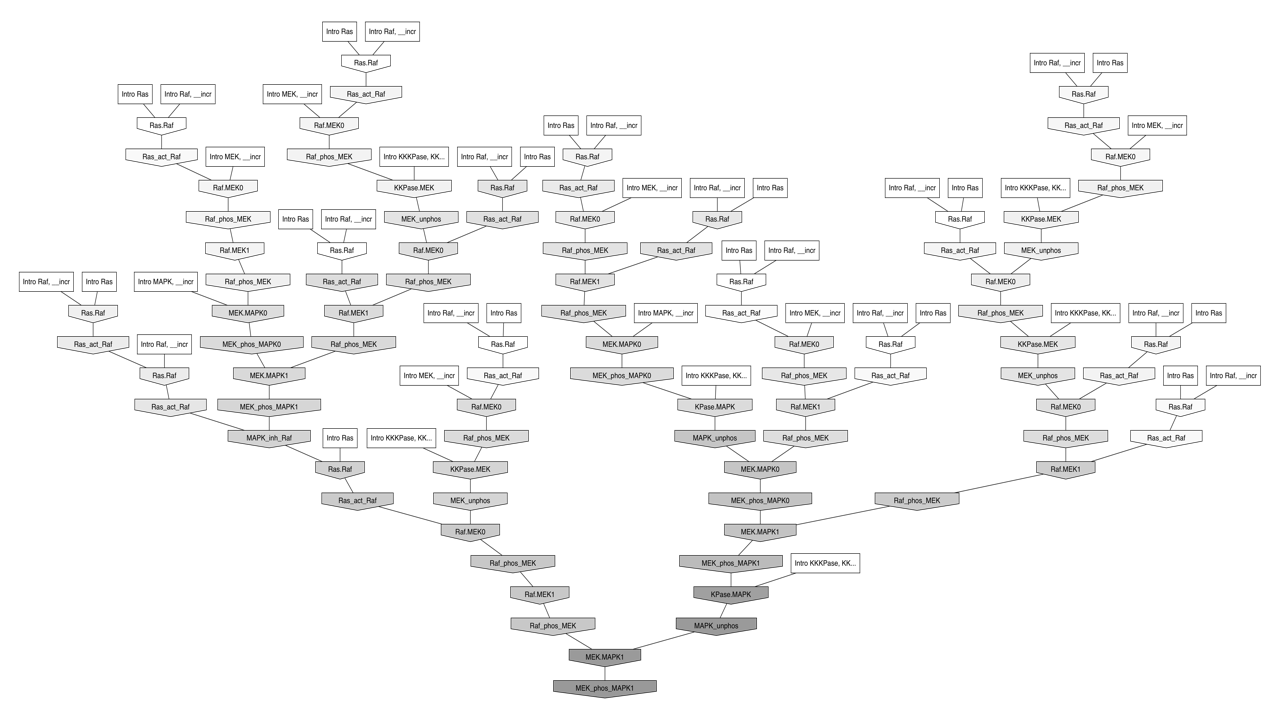 Intro Ras
Intro Raf, __incr
Ras.Raf
Intro Raf, __incr
Intro Ras
Intro Ras
Intro Raf, __incr
Intro MEK, __incr
Ras_act_Raf
Ras.Raf
Ras.Raf
Raf.MEK0
Intro Ras
Intro Raf, __incr
Ras_act_Raf
Intro MEK, __incr
Ras_act_Raf
Intro MEK, __incr
Raf_phos_MEK
Intro KKKPase, KK...
Intro Raf, __incr
Intro Ras
Ras.Raf
Raf.MEK0
Raf.MEK0
KKPase.MEK
Ras.Raf
Ras_act_Raf
Intro MEK, __incr
Intro Raf, __incr
Intro Ras
Intro Raf, __incr
Intro Ras
Intro KKKPase, KK...
Raf_phos_MEK
Raf_phos_MEK
Intro Ras
Intro Raf, __incr
MEK_unphos
Ras_act_Raf
Raf.MEK0
Ras.Raf
Ras.Raf
KKPase.MEK
Raf.MEK1
Ras.Raf
Raf.MEK0
Raf_phos_MEK
Ras_act_Raf
Intro Ras
Intro Raf, __incr
Ras_act_Raf
MEK_unphos
Intro Raf, __incr
Intro Ras
Intro MAPK, __incr
Raf_phos_MEK
Ras_act_Raf
Raf_phos_MEK
Raf.MEK1
Ras.Raf
Raf.MEK0
Ras.Raf
MEK.MAPK0
Raf.MEK1
Intro Raf, __incr
Intro Ras
Raf_phos_MEK
Intro MAPK, __incr
Ras_act_Raf
Intro MEK, __incr
Intro Raf, __incr
Intro Ras
Raf_phos_MEK
Intro KKKPase, KK...
Intro Raf, __incr
Intro Ras
Ras_act_Raf
Intro Raf, __incr
MEK_phos_MAPK0
Raf_phos_MEK
Ras.Raf
MEK.MAPK0
Raf.MEK0
Ras.Raf
KKPase.MEK
Ras.Raf
Ras.Raf
MEK.MAPK1
Intro MEK, __incr
Ras_act_Raf
MEK_phos_MAPK0
Intro KKKPase, KK...
Raf_phos_MEK
Ras_act_Raf
MEK_unphos
Ras_act_Raf
Intro Ras
Intro Raf, __incr
Ras_act_Raf
MEK_phos_MAPK1
Raf.MEK0
KPase.MAPK
Raf.MEK1
Raf.MEK0
Ras.Raf
MAPK_inh_Raf
Intro Ras
Intro KKKPase, KK...
Raf_phos_MEK
MAPK_unphos
Raf_phos_MEK
Raf_phos_MEK
Ras_act_Raf
Ras.Raf
KKPase.MEK
MEK.MAPK0
Raf.MEK1
Ras_act_Raf
MEK_unphos
MEK_phos_MAPK0
Raf_phos_MEK
Raf.MEK0
MEK.MAPK1
Raf_phos_MEK
MEK_phos_MAPK1
Intro KKKPase, KK...
Raf.MEK1
KPase.MAPK
Raf_phos_MEK
MAPK_unphos
MEK.MAPK1
MEK_phos_MAPK1